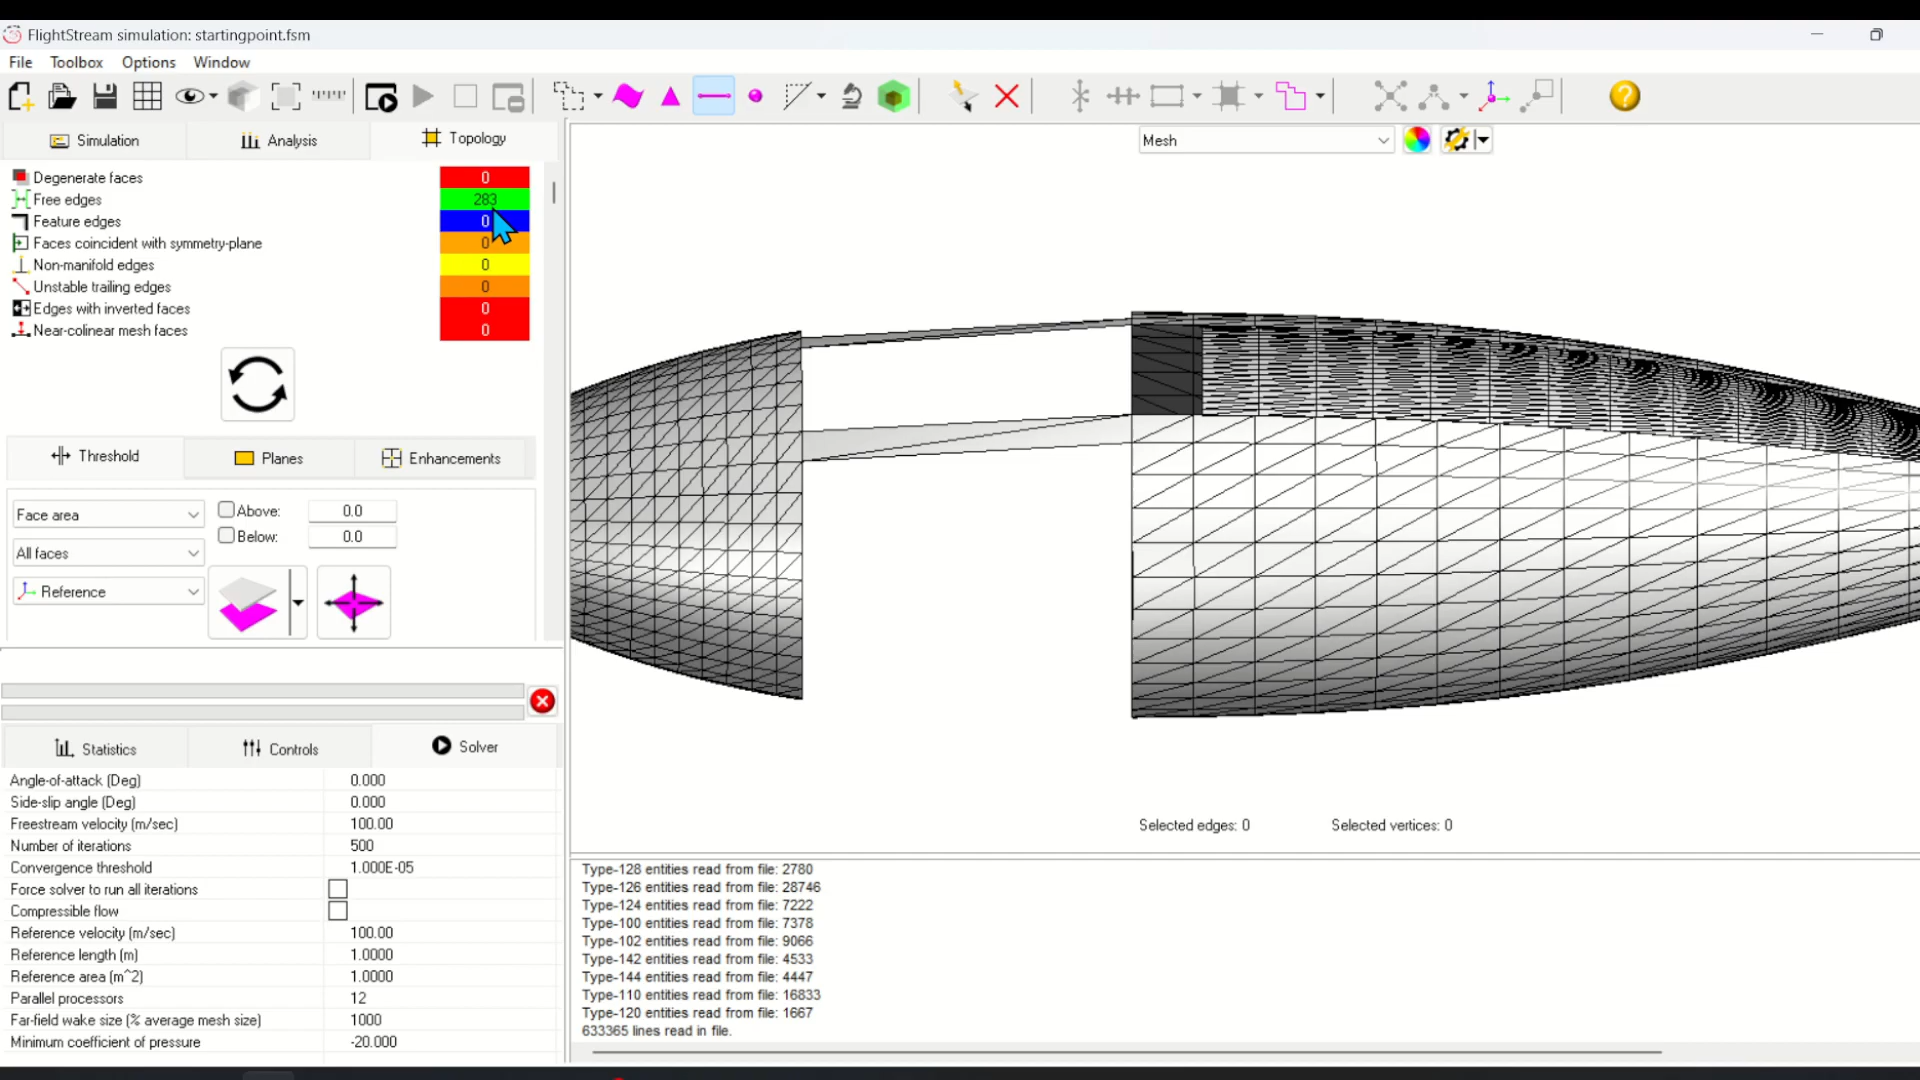 FlightStream simulation: startingpoint.fsm
File Toolbox Options Window
Simulation Analysis Topology
Mesh
Degenerate faces 0
Free edges 283
Feature edges 0
Faces coincident with symmetry-plane 0
Non-manifold edges 0
Unstable trailing edges 0
Edges with inverted faces 0
Near-colinear mesh faces 0
Threshold Planes Enhancements
Face area Above: 0.0
Below: 0.0
All faces
Reference
Statistics Controls Solver
Angle-of-attack (Deg) 0.000
Side-slip angle (Deg) 0.000
Freestream velocity (m/sec) 100.00
Number of iterations 500
Convergence threshold 1.000E-05
Force solver to run all iterations
Compressible flow
Reference velocity (m/sec) 100.00
Reference length (m) 1.0000
Reference area (m^2) 1.0000
Parallel processors 12
Far-field wake size (% average mesh size) 1000
Minimum coefficient of pressure -20.000
Selected edges: 0 Selected vertices: 0
Type-128 entities read from file: 2780
Type-126 entities read from file: 28746
Type-124 entities read from file: 7222
Type-100 entities read from file: 7378
Type-102 entities read from file: 9066
Type-142 entities read from file: 4533
Type-144 entities read from file: 4447
Type-110 entities read from file: 16833
Type-120 entities read from file: 1667
633365 lines read in file.